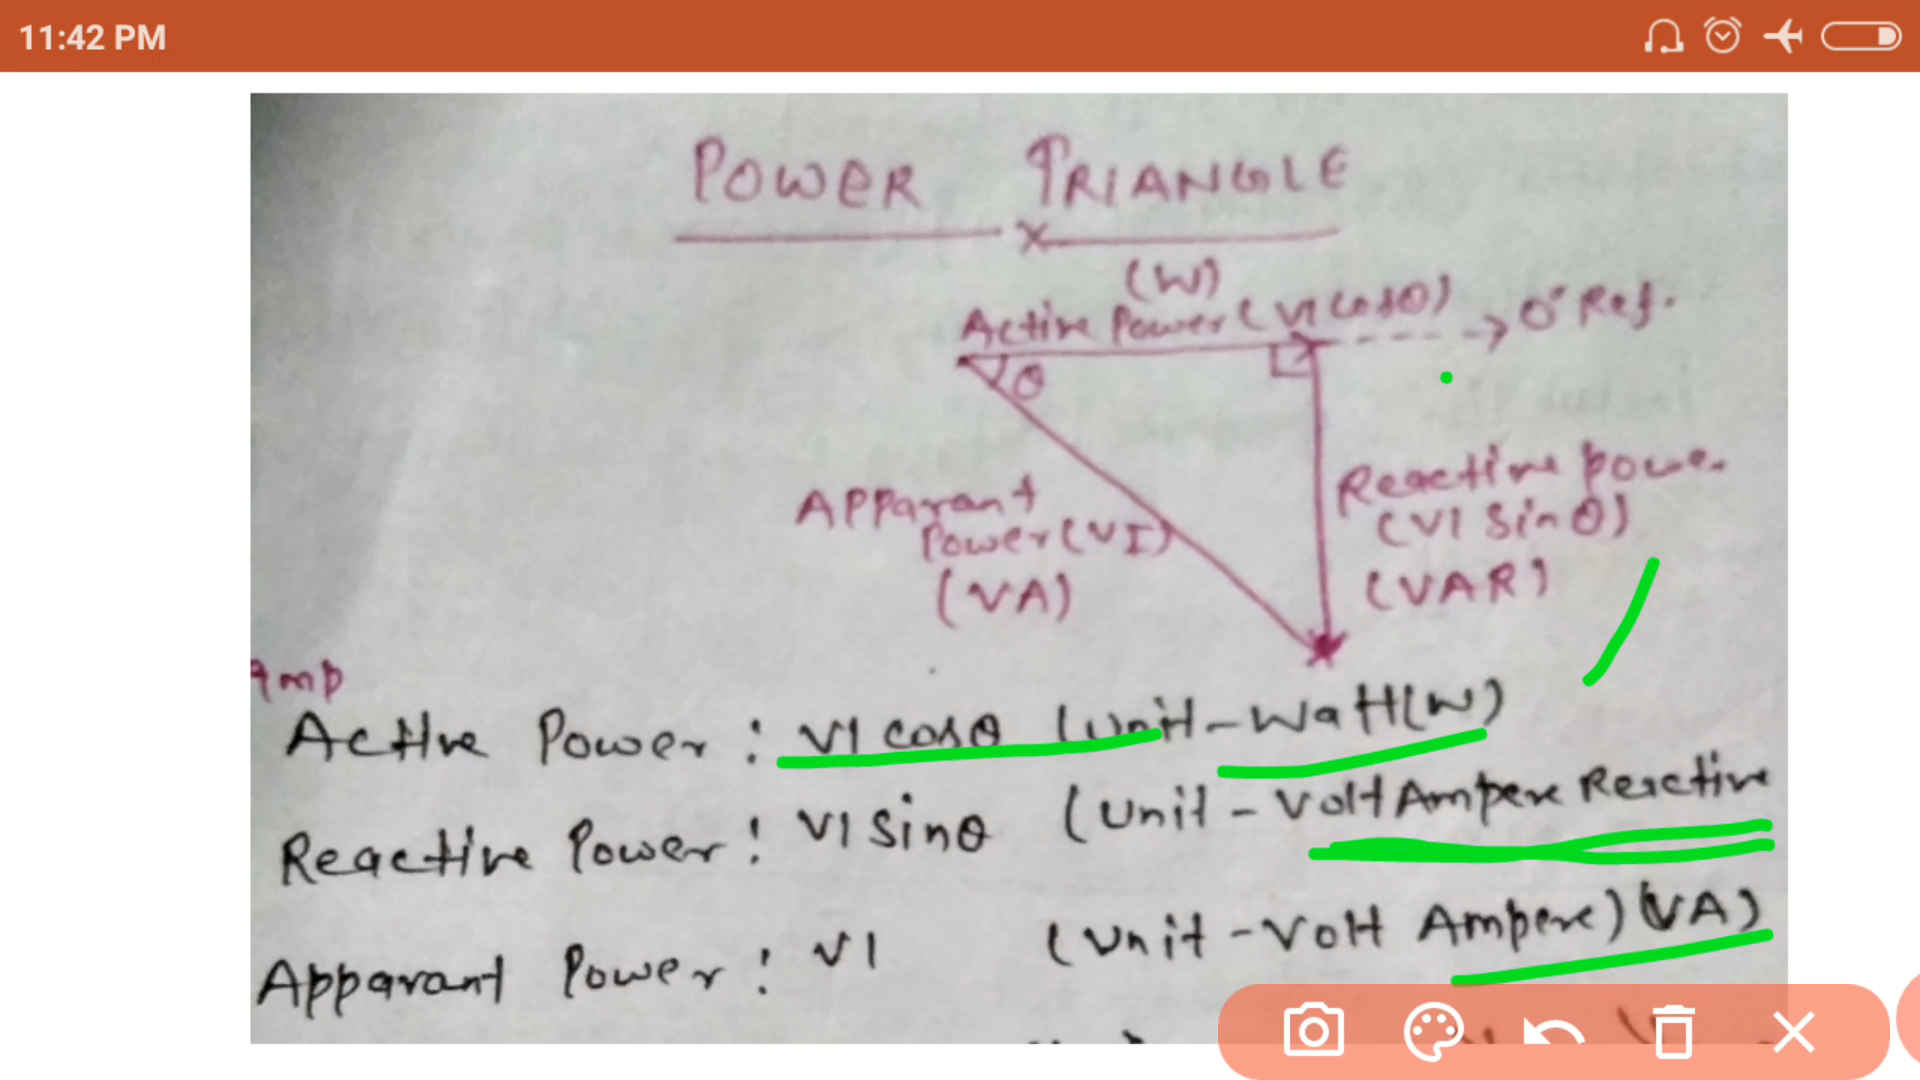 11:42 PM
POWER TRIANGLE
(W)
Active Power (VI cosθ) 0° Ref.
θ
Reactive powe.
APParant
Power (VI)
(VI Sinθ)
(VA)
(VAR)
Imp
Active Power : VI cosθ (Unit-Watt(W)
Reactive Power : VI sinθ (Unit - Volt Ampere Reactive
Apparant Power : VI (Unit - Volt Ampere) (VA)